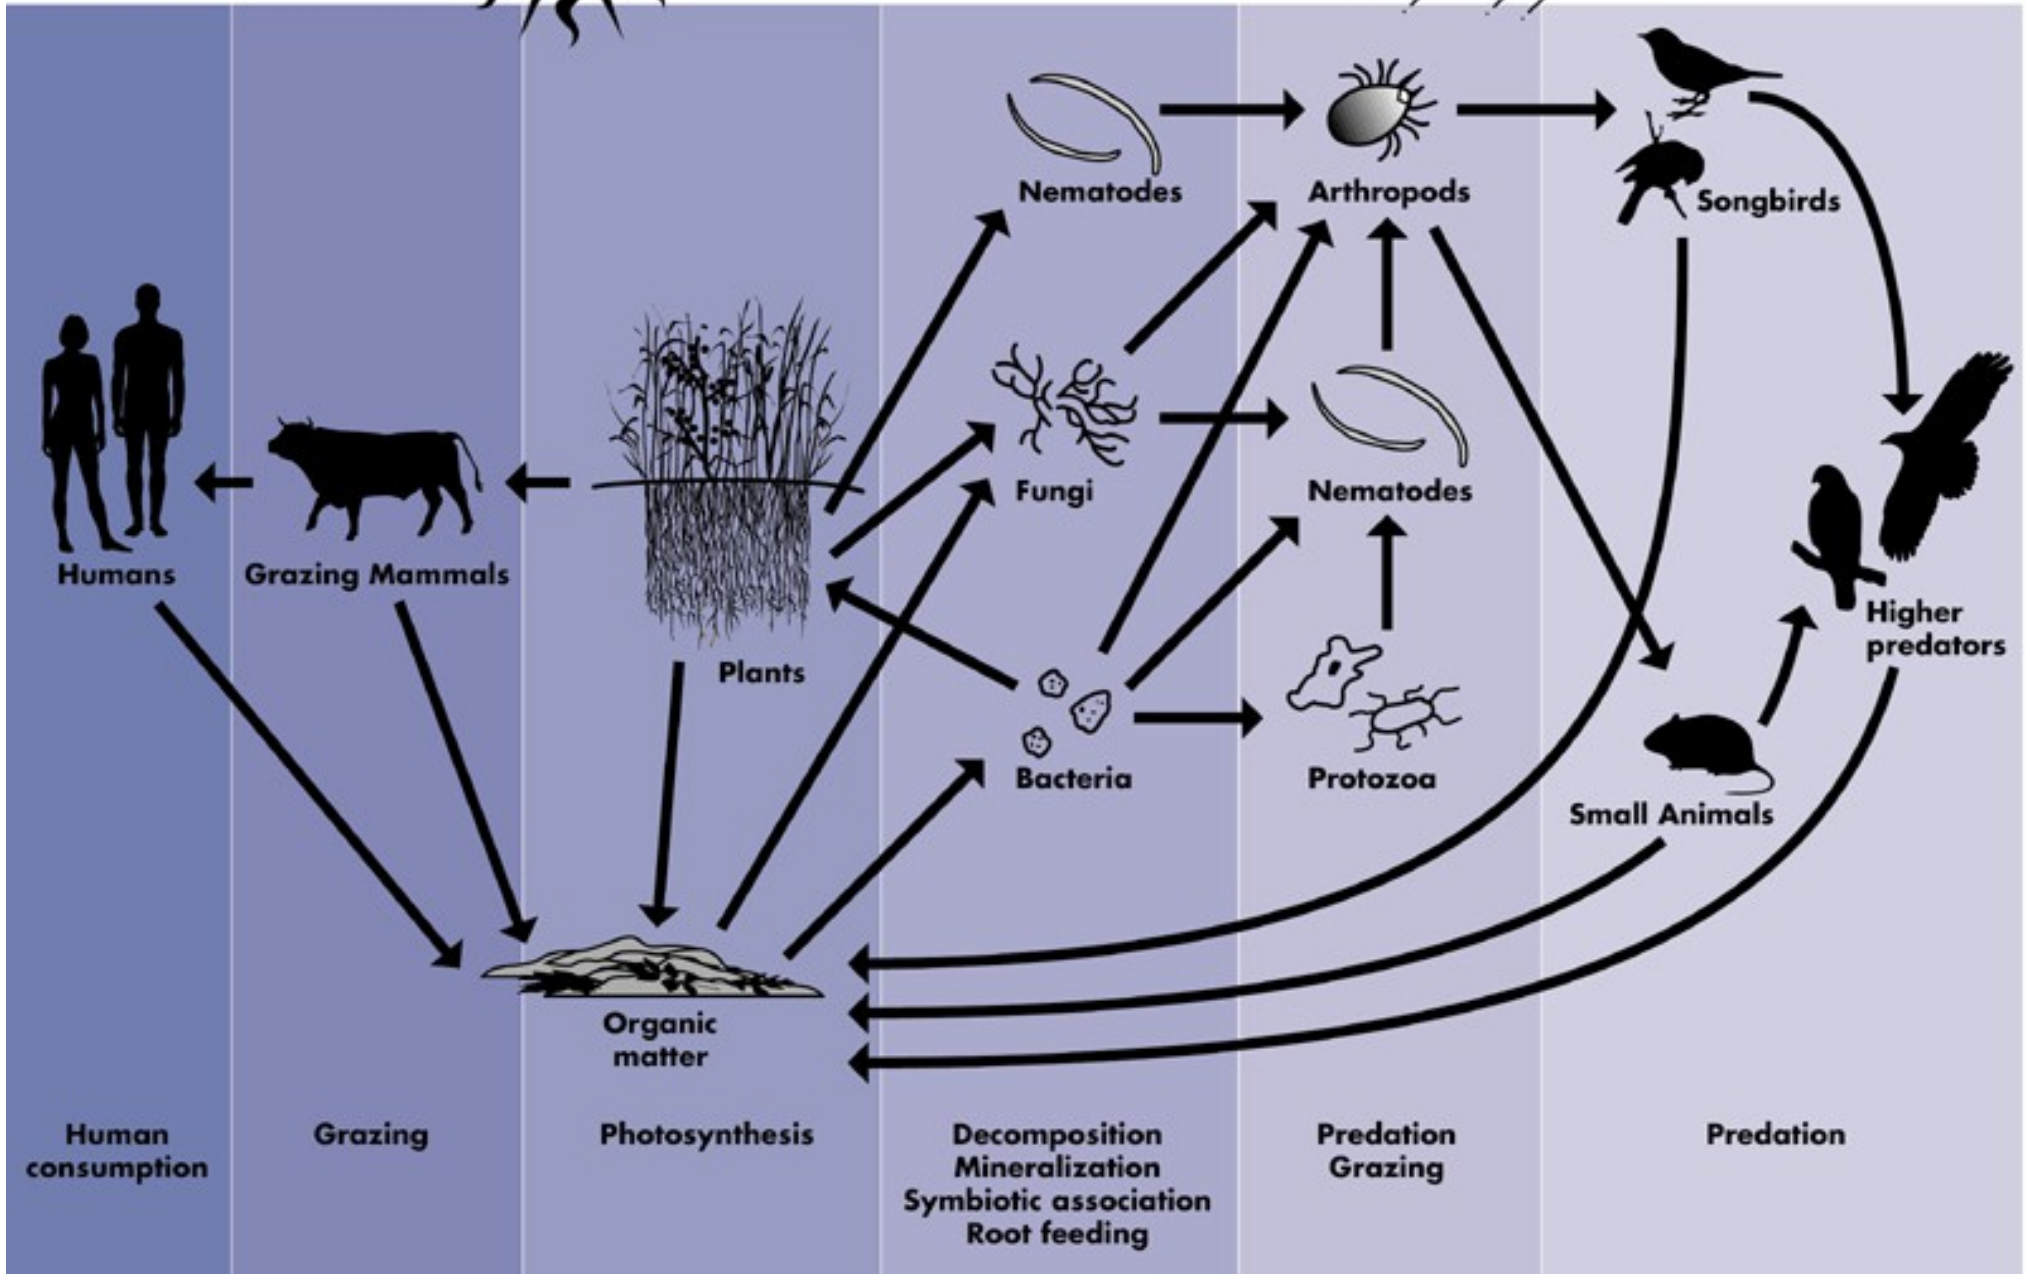 Nematodes
Arthropods
Songbirds
Humans
Grazing Mammals
Plants
Fungi
Nematodes
Bacteria
Protozoa
Higher
predators
Small Animals
Organic
matter
Human
consumption
Grazing
Photosynthesis
Decomposition
Mineralization
Symbiotic association
Root feeding
Predation
Grazing
Predation